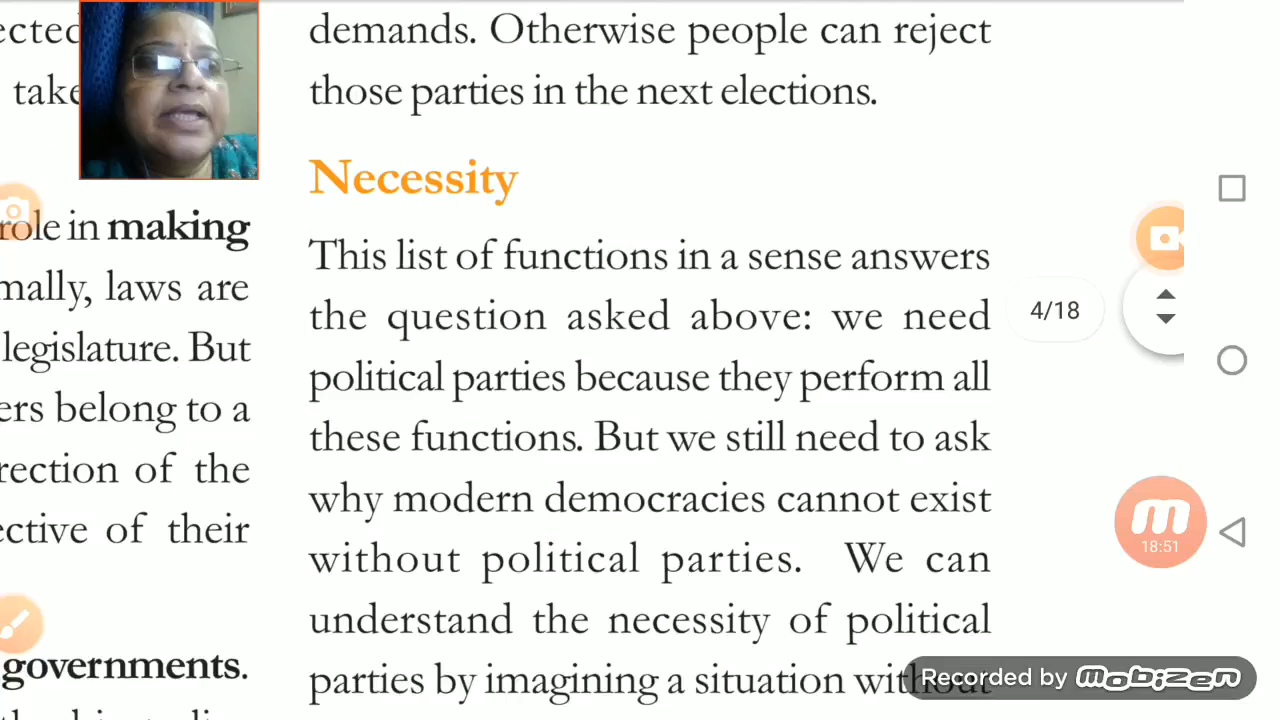 ected
take
role in making
mally, laws are
legislature. But
ers belong to a
rection of the
ective of their
governments.
demands. Otherwise people can reject
those parties in the next elections.
Necessity
This list of functions in a sense answers
the question asked above: we need
political parties because they perform all
these functions. But we still need to ask
why modern democracies cannot exist
without political parties. We can
understand the necessity of political
parties by imagining a situation without
4/18
18:51
Recorded by mobizen